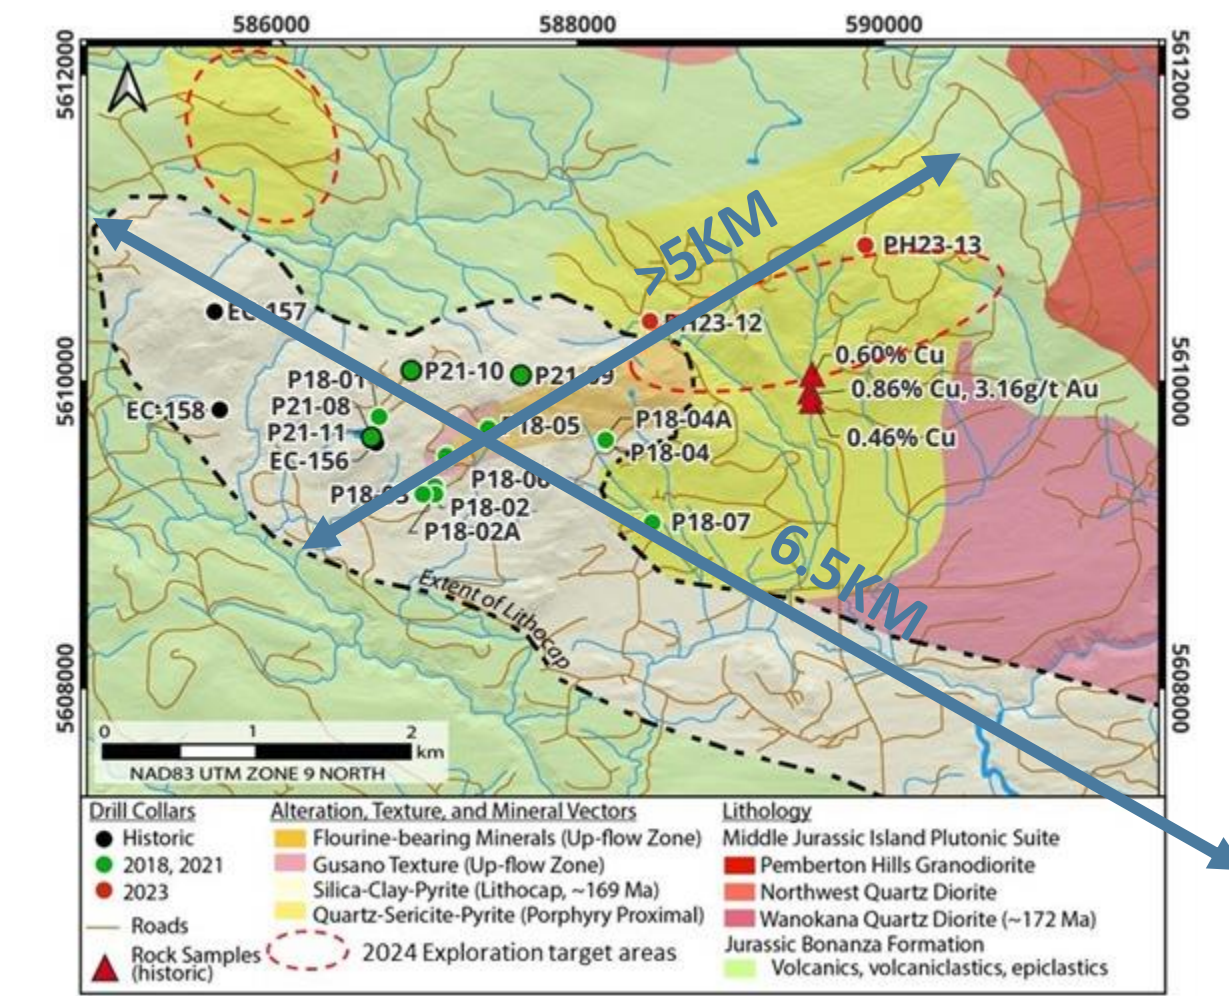 586000
588000
590000
5612000
5612000
>5KM
PH23-13
EC-157
PH23-12
0.60% Cu
P21-10
P21-09
P18-01
5610000
5610000
0.86% Cu, 3.16g/t Au
P21-08
EC-158
P18-05
P18-04A
P21-11
0.46% Cu
P18-04
EC-156
P18-06
P18-03
P18-02
P18-07
P18-02A
6.5KM
Extent of Lithocap
5608000
5608000
0 1 2
km
NAD83 UTM ZONE 9 NORTH
Drill Collars
Historic
2018, 2021
2023
Roads
Rock Samples
(historic)
Alteration, Texture, and Mineral Vectors
Flourine-bearing Minerals (Up-flow Zone)
Gusano Texture (Up-flow Zone)
Silica-Clay-Pyrite (Lithocap, ~169 Ma)
Quartz-Sericite-Pyrite (Porphyry Proximal)
2024 Exploration target areas
Lithology
Middle Jurassic Island Plutonic Suite
Pemberton Hills Granodiorite
Northwest Quartz Diorite
Wanokana Quartz Diorite (~172 Ma)
Jurassic Bonanza Formation
Volcanics, volcaniclastics, epiclastics